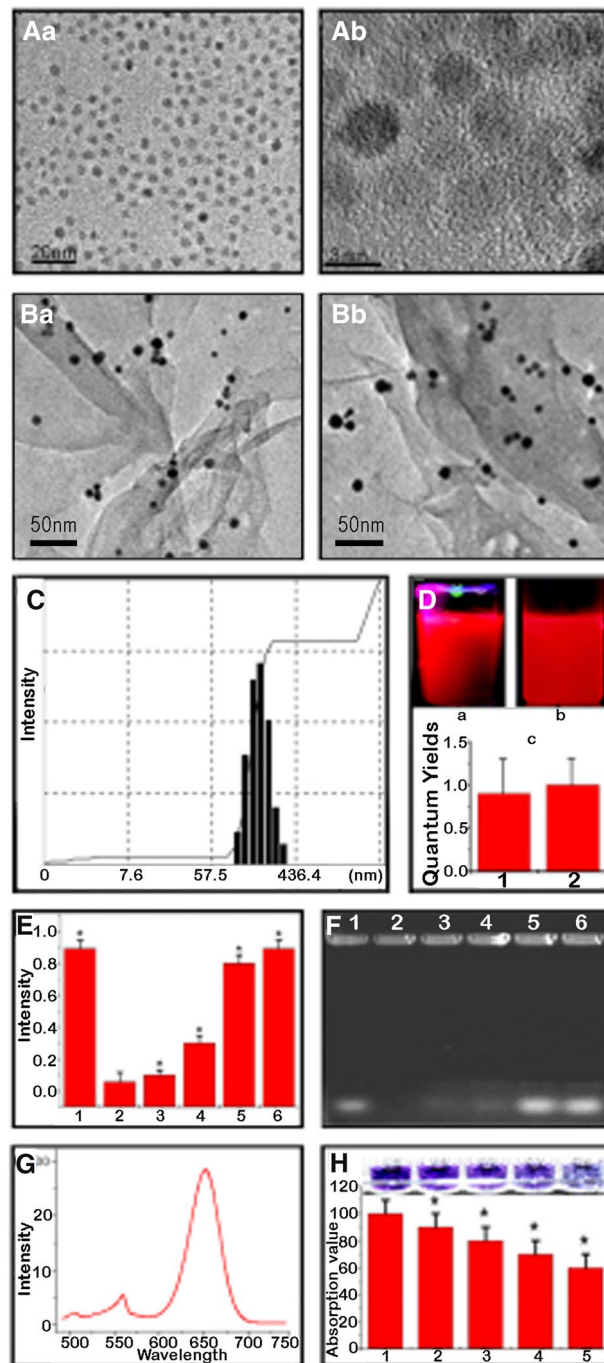 Aa
Ab
20nm
Ba
Bb
50nm
50nm
C
Intensity
0 7.6 57.5 436.4 (nm)
D
a b
c
Quantum Yields
1.5
1.0
0.5
0.0
1 2
E
Intensity
1.0
0.8
0.6
0.4
0.2
0.0
* * * * *
1 2 3 4 5 6
F
1 2 3 4 5 6
G
20
10
0
500 550 600 650 700 750
Wavelength
Intensity
H
Absorption value
120
100
80
60
40
20
0
* * * *
1 2 3 4 5